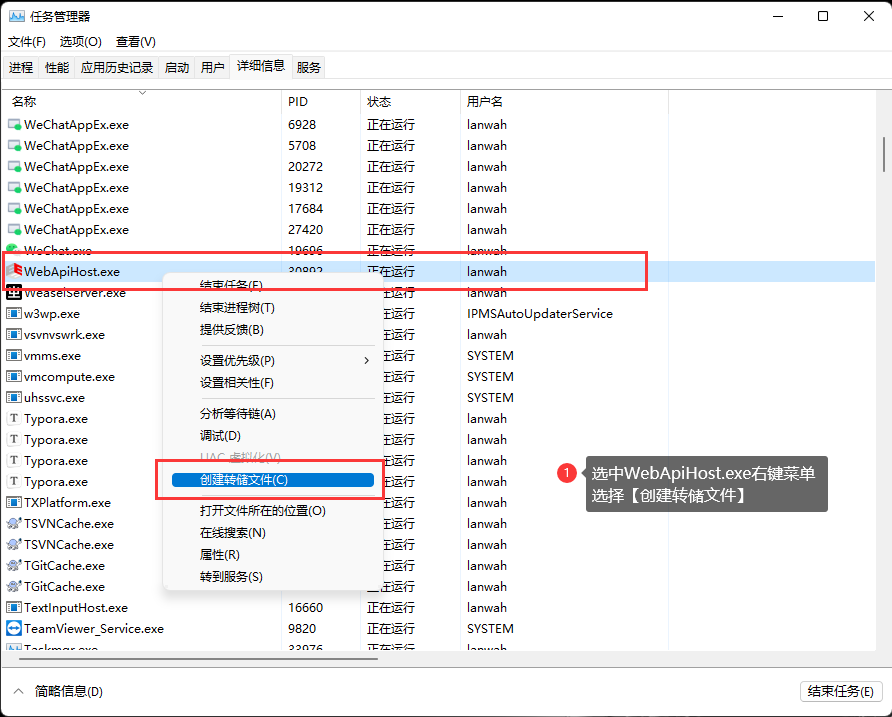 任务管理器
文件(F) 选项(O) 查看(V)
进程 性能 应用历史记录 启动 用户 详细信息 服务
名称 PID 状态 用户名
WeChatAppEx.exe 6928 正在运行 lanwah
WeChatAppEx.exe 5708 正在运行 lanwah
WeChatAppEx.exe 20272 正在运行 lanwah
WeChatAppEx.exe 19312 正在运行 lanwah
WeChatAppEx.exe 17684 正在运行 lanwah
WeChatAppEx.exe 27420 正在运行 lanwah
WeChat.exe 19696 正在运行 lanwah
WebApiHost.exe 30892 正在运行 lanwah
WeaselServer.exe 在运行 lanwah
w3wp.exe 在运行 IPMSAutoUpdaterService
vsvnvswrk.exe 在运行 lanwah
vmms.exe 在运行 SYSTEM
vmcompute.exe 在运行 SYSTEM
uhssvc.exe 在运行 SYSTEM
Typora.exe 在运行 lanwah
Typora.exe 在运行 lanwah
Typora.exe 在运行 lanwah
Typora.exe 在运行 lanwah
TXPlatform.exe 在运行 lanwah
TSVNCache.exe 在运行 lanwah
TSVNCache.exe 在运行 lanwah
TGitCache.exe 在运行 lanwah
TGitCache.exe 在运行 lanwah
TextInputHost.exe 16660 正在运行 lanwah
TeamViewer_Service.exe 9820 正在运行 SYSTEM
Taskmgr.exe 33976 正在运行 lanwah
结束任务(E)
结束进程树(T)
提供反馈(B)
设置优先级(P)
设置相关性(F)
分析等待链(A)
调试(D)
UAC 虚拟化(V)
创建转储文件(C)
打开文件所在的位置(O)
在线搜索(N)
属性(R)
转到服务(S)
1 选中WebApiHost.exe右键菜单
选择【创建转储文件】
简略信息(D) 结束任务(E)